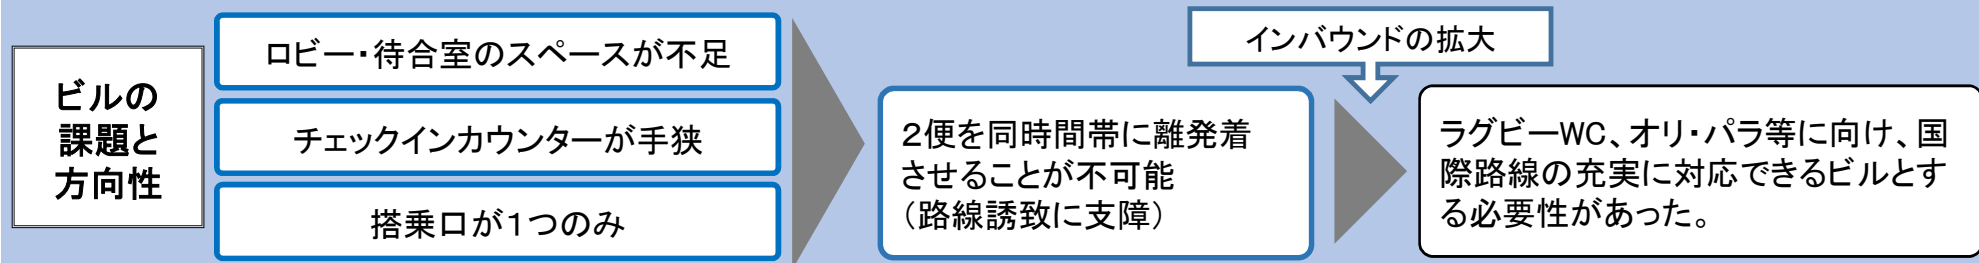 ビルの
課題と
方向性
ロビー・待合室のスペースが不足
チェックインカウンターが手狭
搭乗口が1つのみ
2便を同時間帯に離発着
させることが不可能
（路線誘致に支障）
インバウンドの拡大
ラグビーWC、オリ・パラ等に向け、国
際路線の充実に対応できるビルとす
る必要性があった。